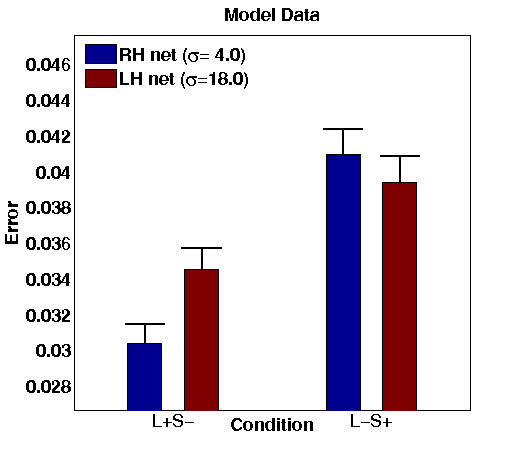 Model Data
RH net (σ= 4.0)
LH net (σ=18.0)
0.046
0.044
0.042
0.04
0.038
0.036
0.034
0.032
0.03
0.028
Error
L+S−
L−S+
Condition